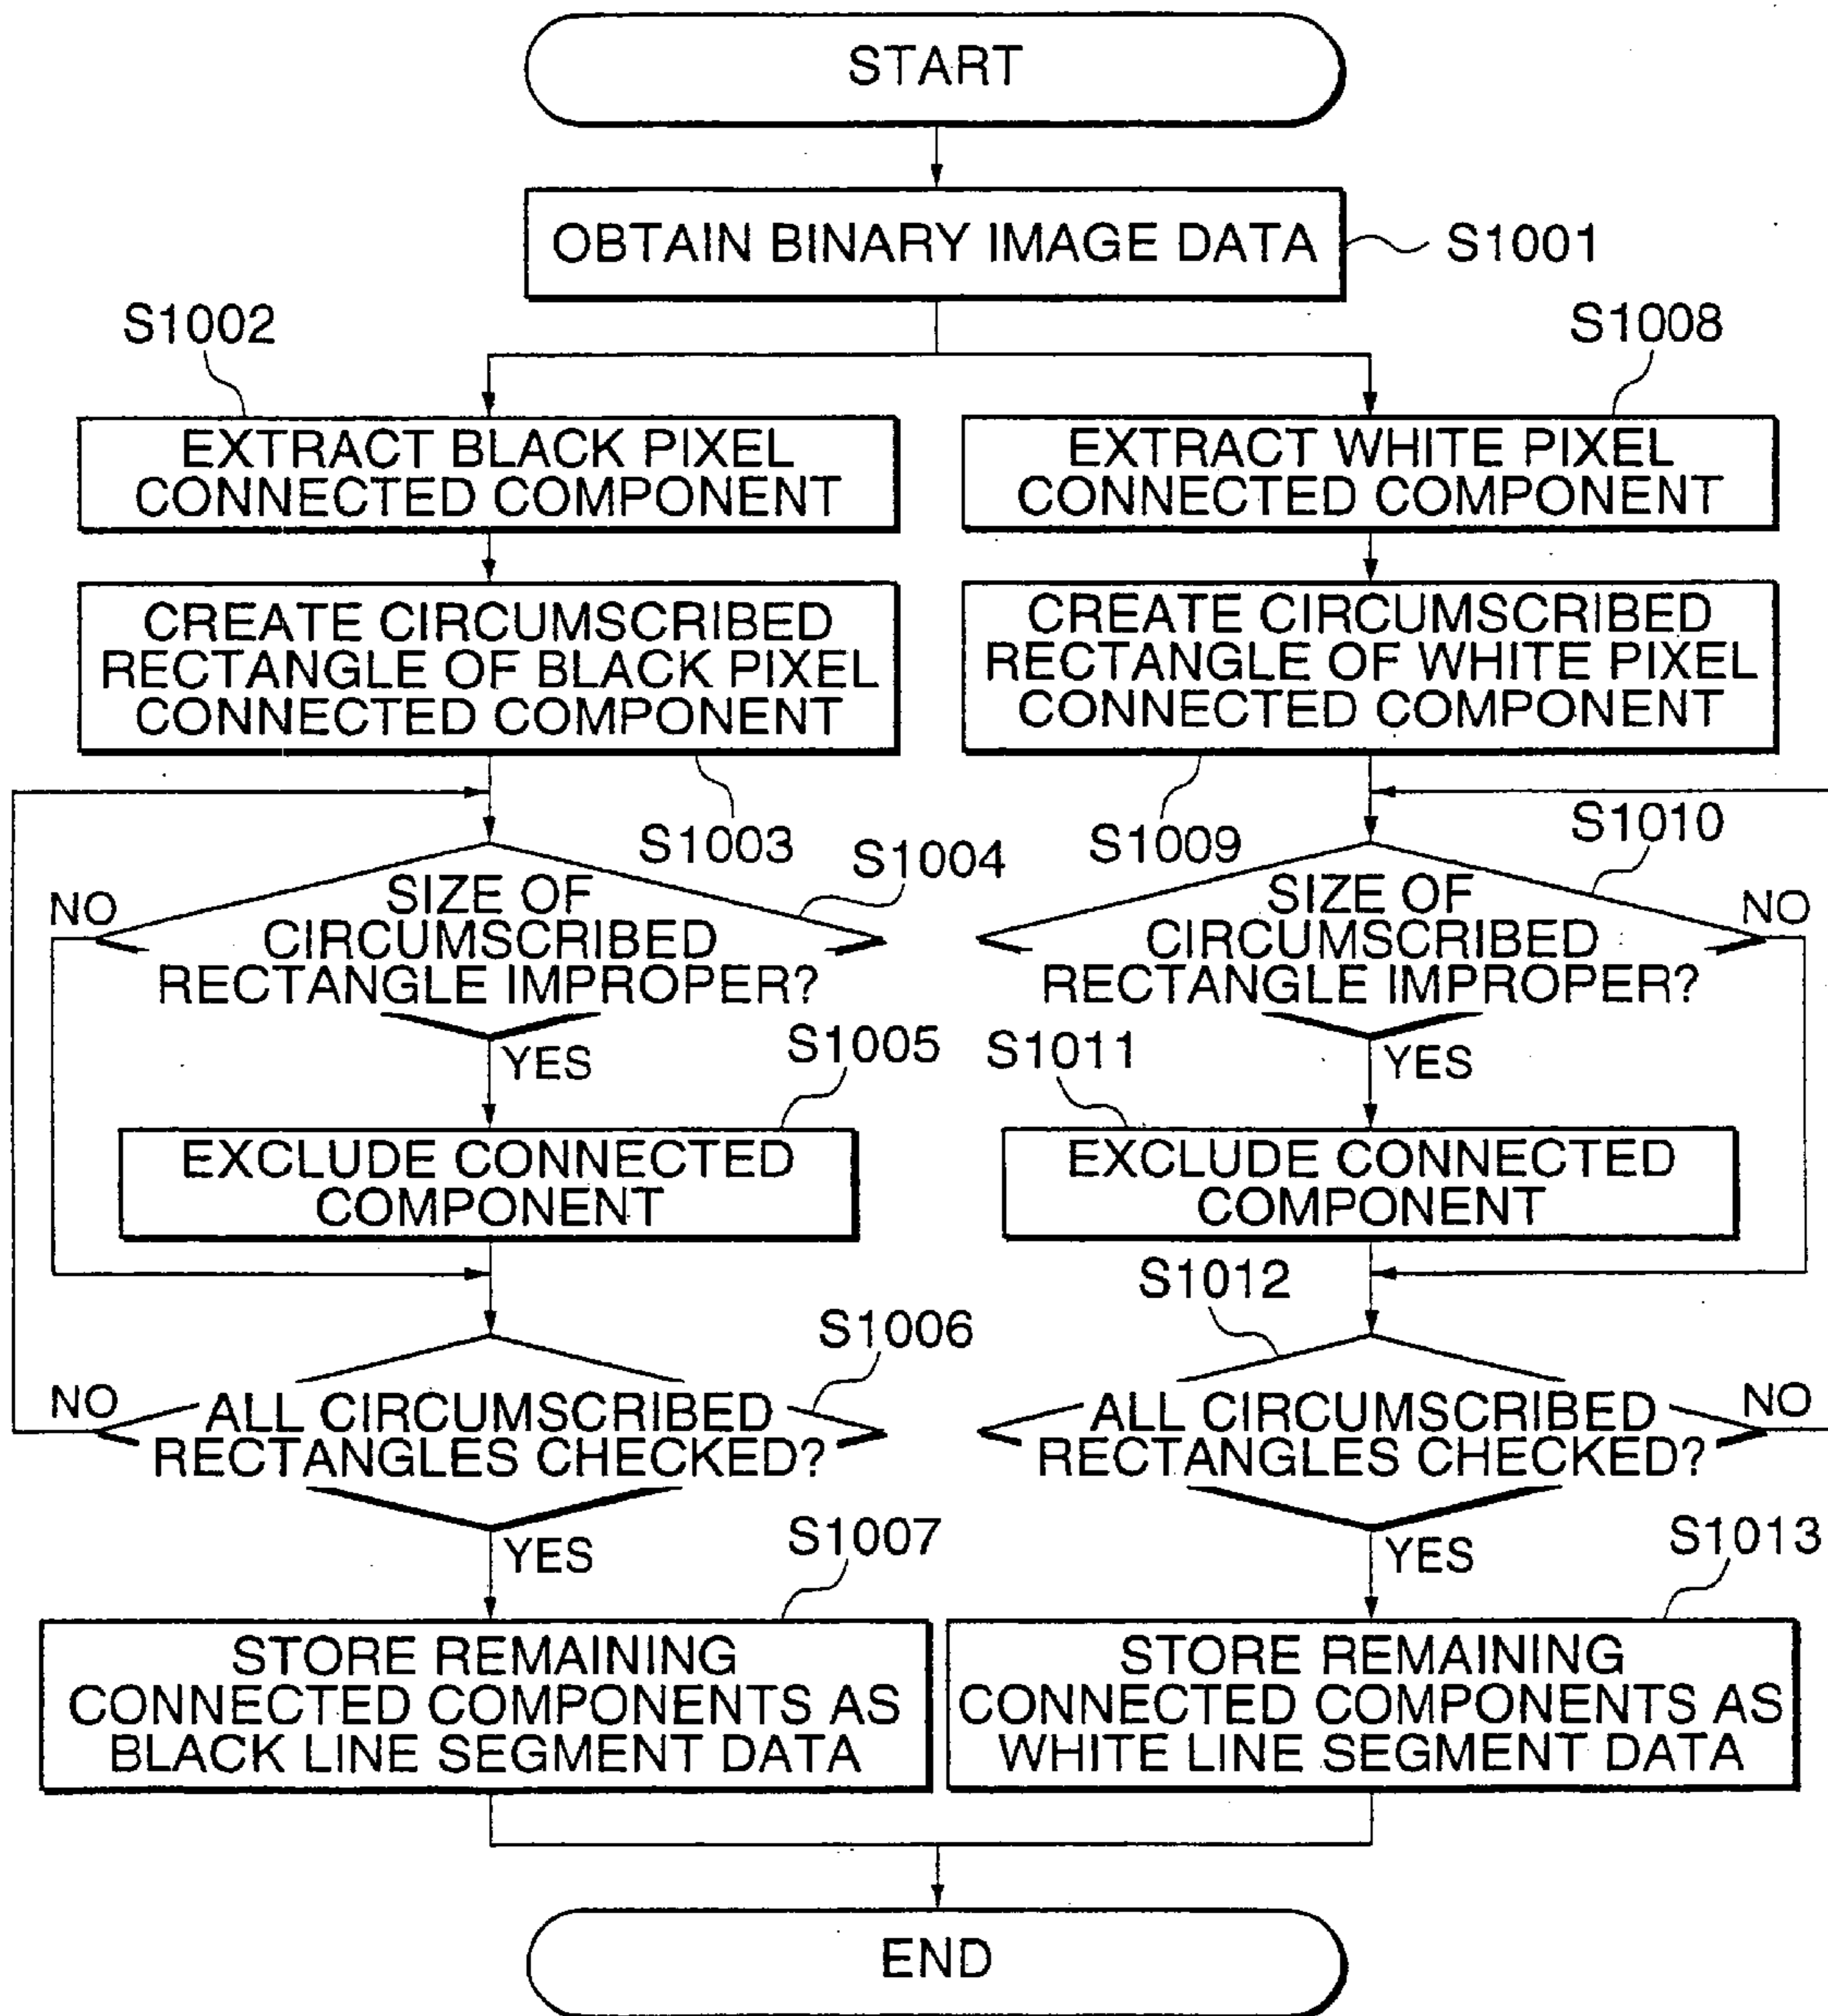 START
OBTAIN BINARY IMAGE DATA
S1001
S1002
S1008
EXTRACT BLACK PIXEL
CONNECTED COMPONENT
EXTRACT WHITE PIXEL
CONNECTED COMPONENT
CREATE CIRCUMSCRIBED
RECTANGLE OF BLACK PIXEL
CONNECTED COMPONENT
CREATE CIRCUMSCRIBED
RECTANGLE OF WHITE PIXEL
CONNECTED COMPONENT
S1003
S1009
S1004
S1010
NO
SIZE OF
CIRCUMSCRIBED
RECTANGLE IMPROPER?
SIZE OF
CIRCUMSCRIBED
RECTANGLE IMPROPER?
NO
YES
S1005
S1011
YES
EXCLUDE CONNECTED
COMPONENT
EXCLUDE CONNECTED
COMPONENT
S1006
S1012
NO
ALL CIRCUMSCRIBED
RECTANGLES CHECKED?
ALL CIRCUMSCRIBED
RECTANGLES CHECKED?
NO
YES
S1007
YES
S1013
STORE REMAINING
CONNECTED COMPONENTS AS
BLACK LINE SEGMENT DATA
STORE REMAINING
CONNECTED COMPONENTS AS
WHITE LINE SEGMENT DATA
END